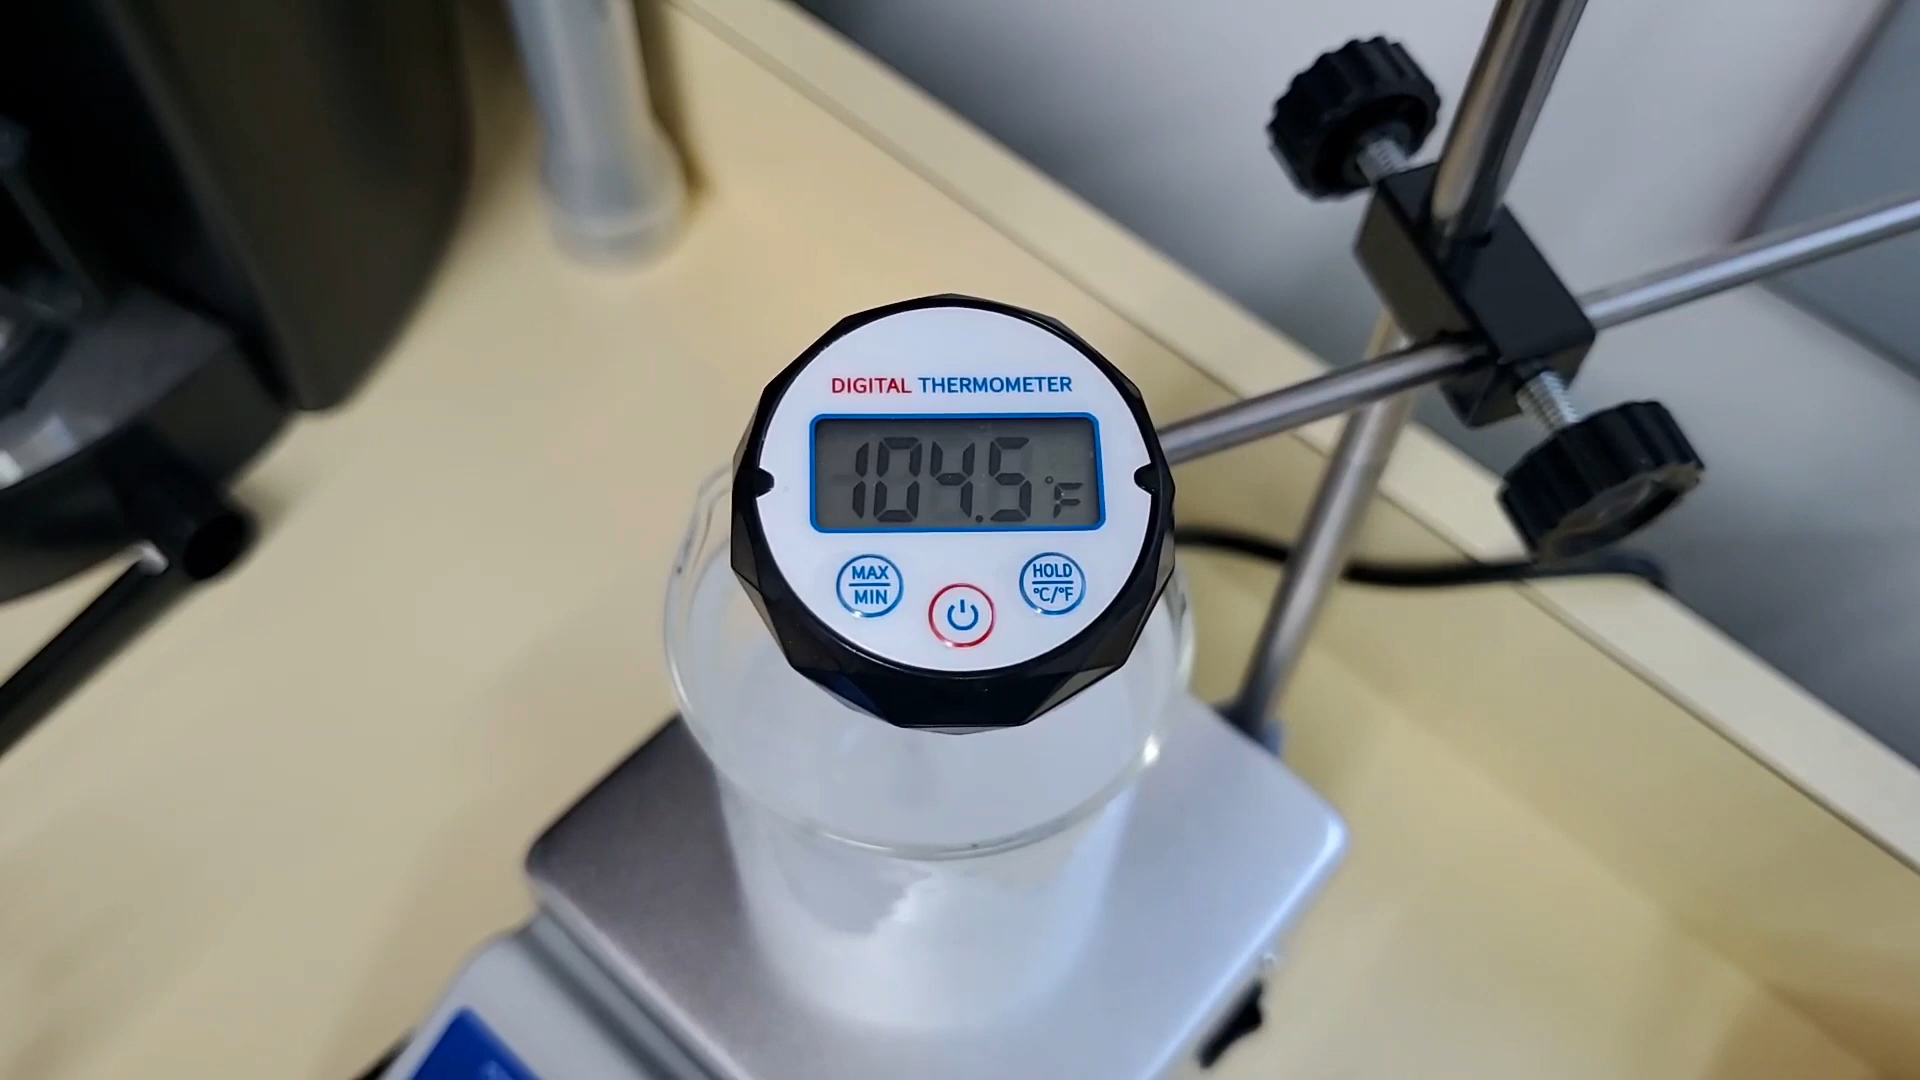 DIGITAL THERMOMETER
104.5 °F
MAX
MIN
HOLD
°C/°F